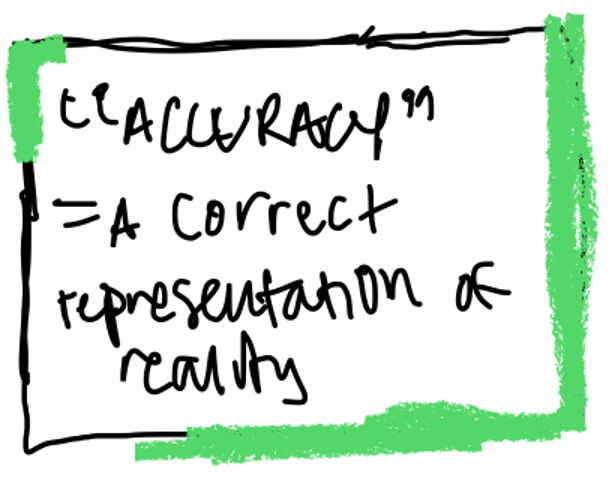 “ACCURACY”
= A correct
representation of
reality